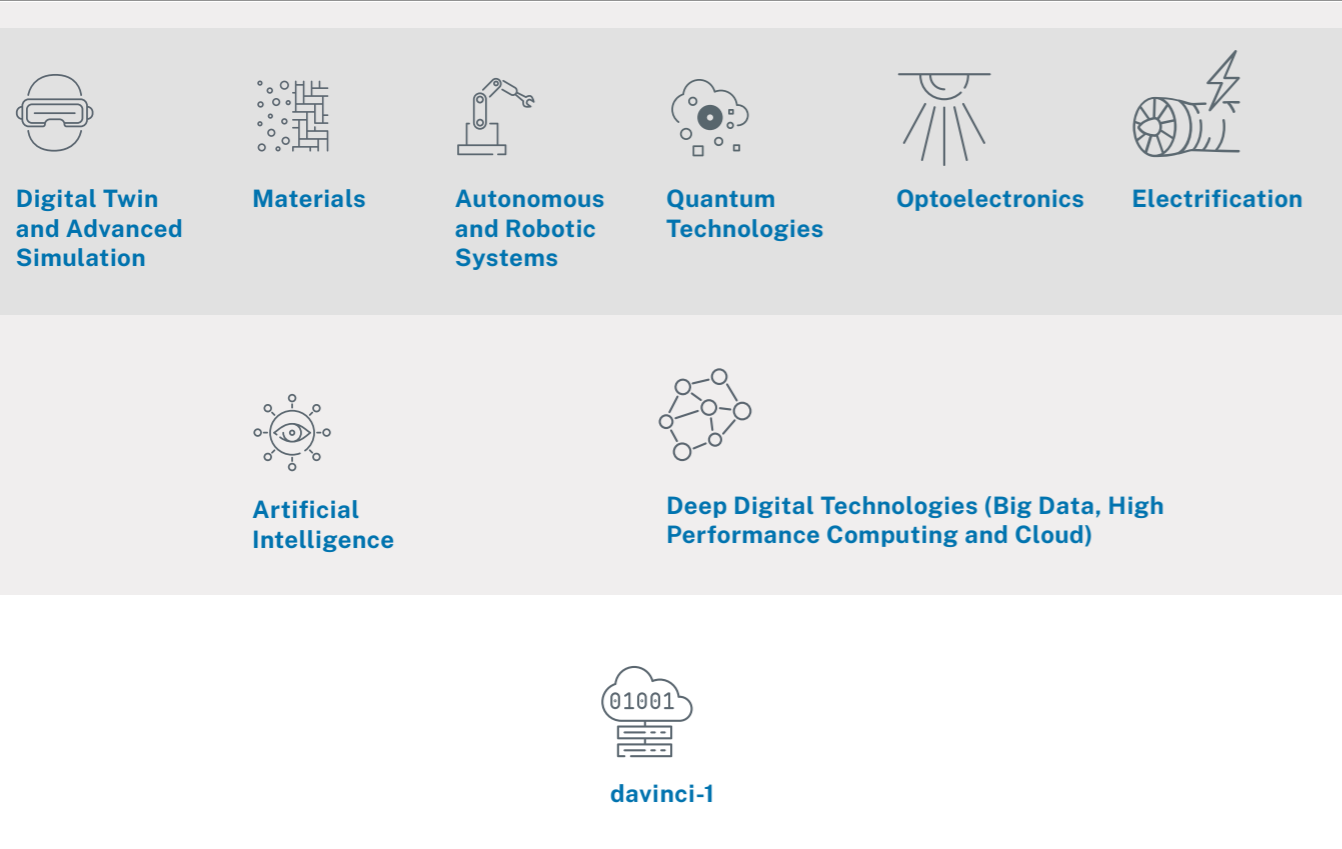 Digital Twin
and Advanced
Simulation
Materials
Autonomous
and Robotic
Systems
Quantum
Technologies
Optoelectronics
Electrification
Artificial
Intelligence
Deep Digital Technologies (Big Data, High
Performance Computing and Cloud)
01001
davinci-1